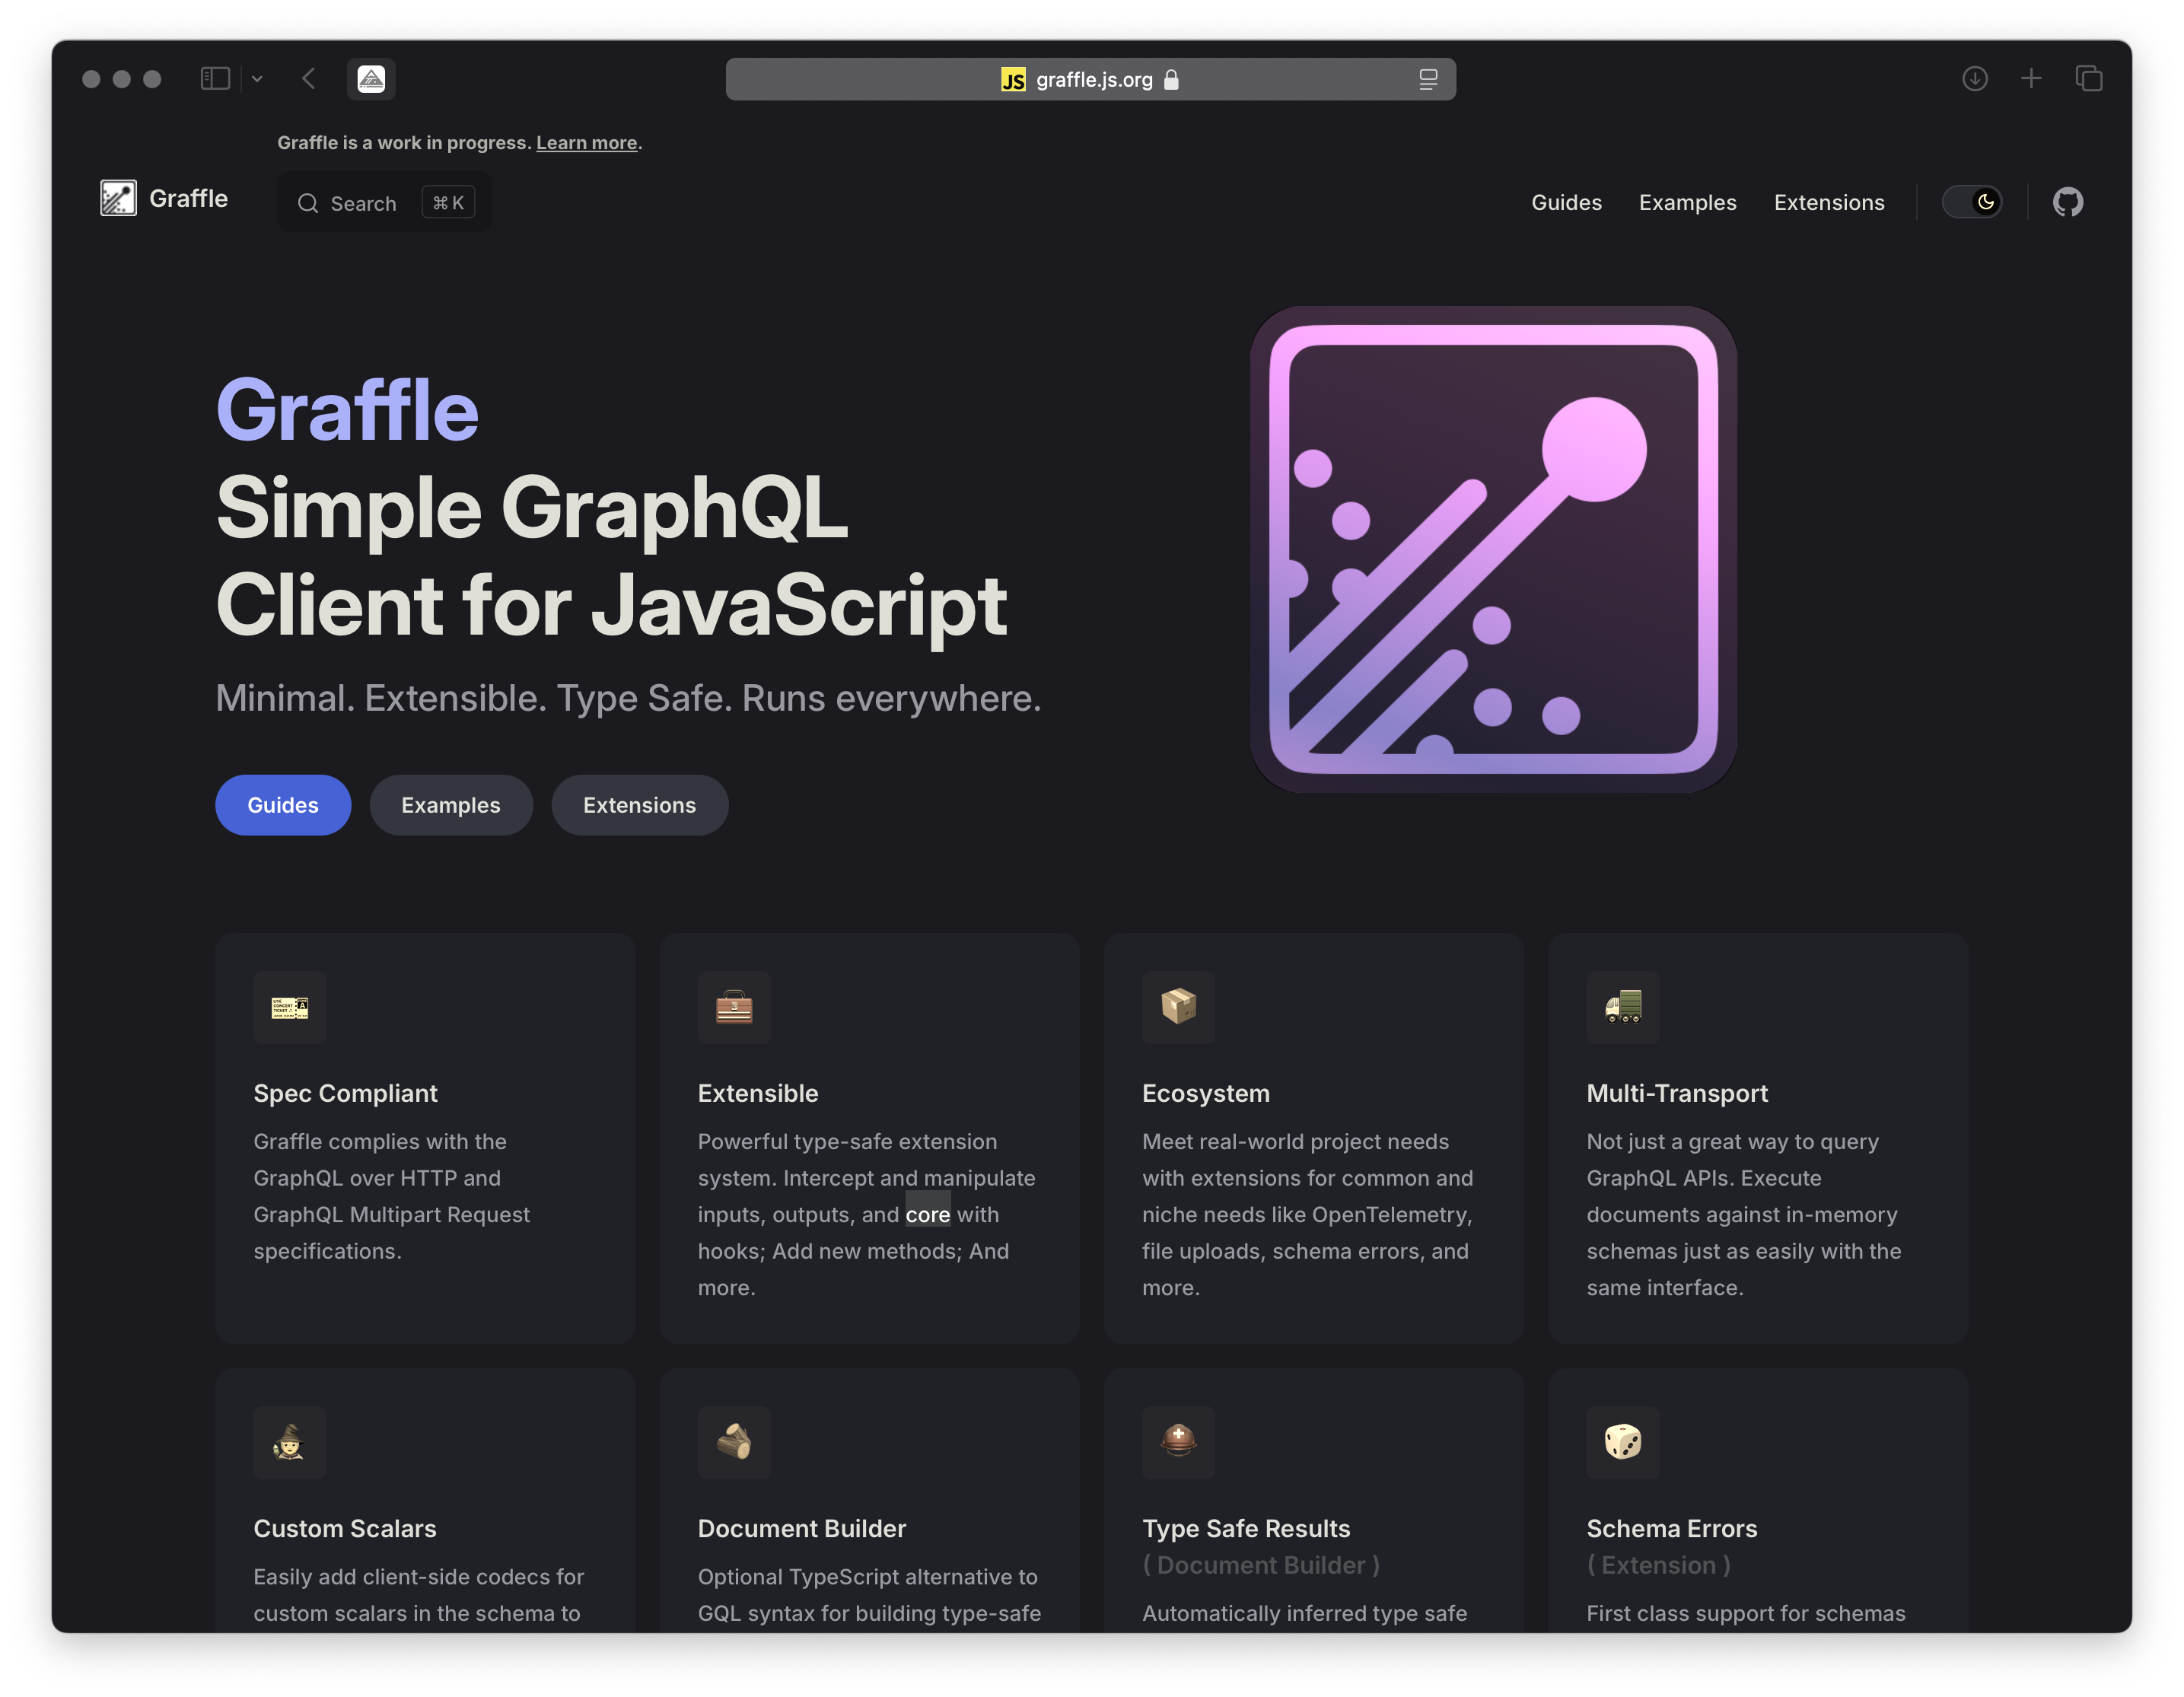 JS graffle.js.org
Graffle is a work in progress. Learn more.
Graffle
Search ⌘ K
Guides Examples Extensions
Graffle
Simple GraphQL
Client for JavaScript
Minimal. Extensible. Type Safe. Runs everywhere.
Guides Examples Extensions
Spec Compliant
Graffle complies with the
GraphQL over HTTP and
GraphQL Multipart Request
specifications.
Extensible
Powerful type-safe extension
system. Intercept and manipulate
inputs, outputs, and core with
hooks; Add new methods; And
more.
Ecosystem
Meet real-world project needs
with extensions for common and
niche needs like OpenTelemetry,
file uploads, schema errors, and
more.
Multi-Transport
Not just a great way to query
GraphQL APIs. Execute
documents against in-memory
schemas just as easily with the
same interface.
Custom Scalars
Easily add client-side codecs for
custom scalars in the schema to
Document Builder
Optional TypeScript alternative to
GQL syntax for building type-safe
Type Safe Results
( Document Builder )
Automatically inferred type safe
Schema Errors
( Extension )
First class support for schemas